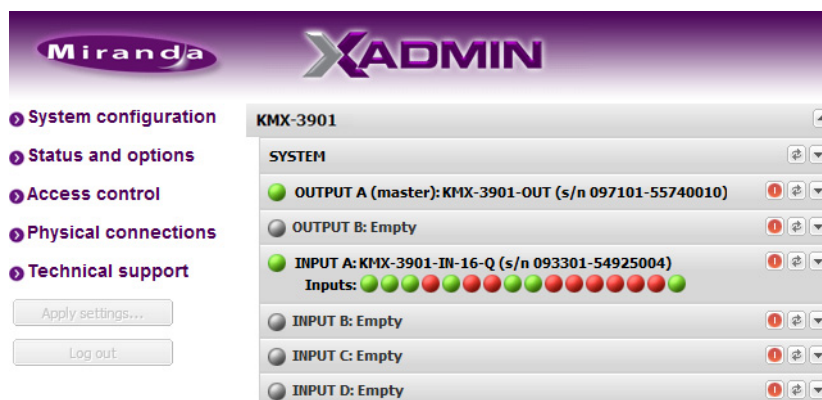 Miranda
XADMIN
System configuration
Status and options
Access control
Physical connections
Technical support
Apply settings...
Log out
KMX-3901
SYSTEM
OUTPUT A (master): KMX-3901-OUT (s/n 097101-55740010)
OUTPUT B: Empty
INPUT A: KMX-3901-IN-16-Q (s/n 093301-54925004)
Inputs:
INPUT B: Empty
INPUT C: Empty
INPUT D: Empty